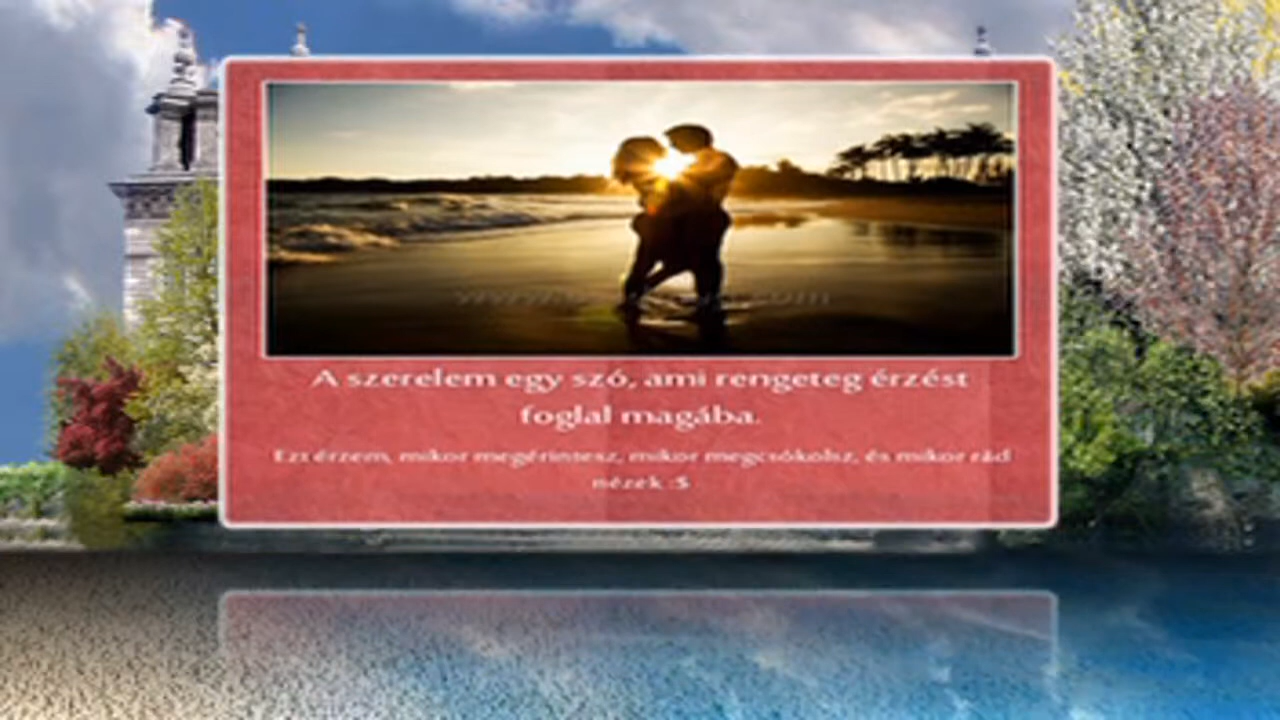 A szerelem egy szó, ami rengeteg érzést
foglal magába.
Ezt érzem, mikor megérintesz, mikor megcsókolsz, és mikor rád
nézek :$